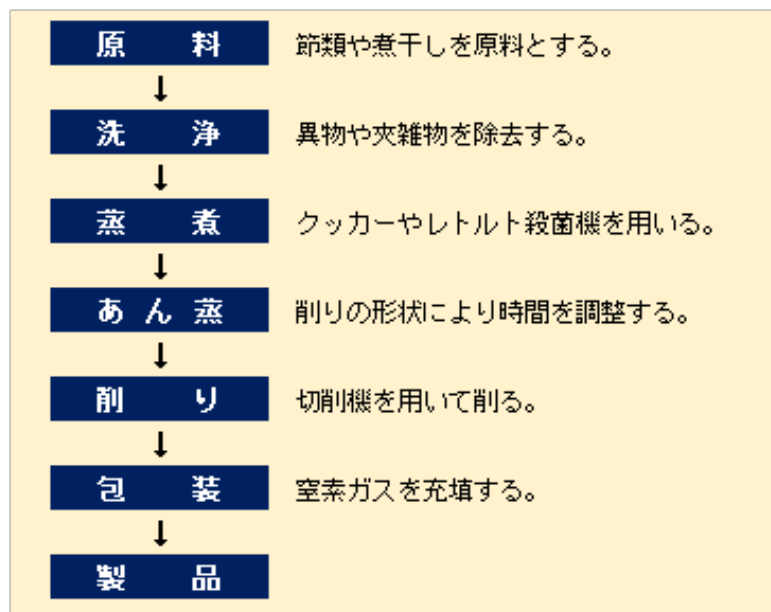 原料 節類や煮干しを原料とする。
↓
洗浄 異物や夾雑物を除去する。
↓
蒸煮 クッカーやレトルト殺菌機を用いる。
↓
あん蒸 削りの形状により時間を調整する。
↓
削り 切削機を用いて削る。
↓
包装 窒素ガスを充填する。
↓
製品